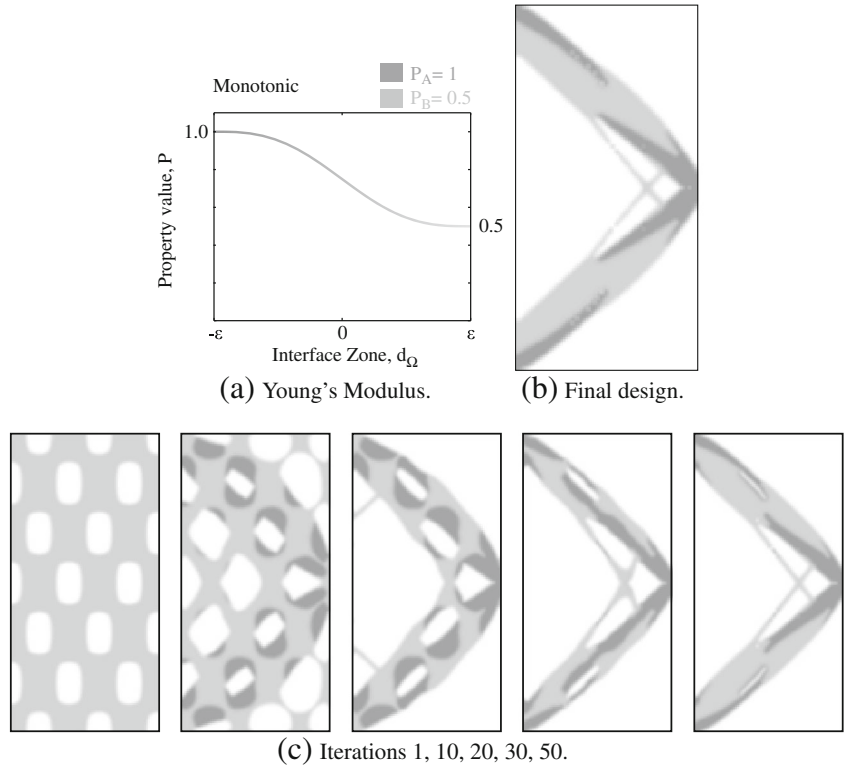 Monotonic
P_A= 1
P_B= 0.5
1.0
0.5
Property value, P
-ε 0 ε
Interface Zone, d_Ω
(a) Young's Modulus.
(b) Final design.
(c) Iterations 1, 10, 20, 30, 50.